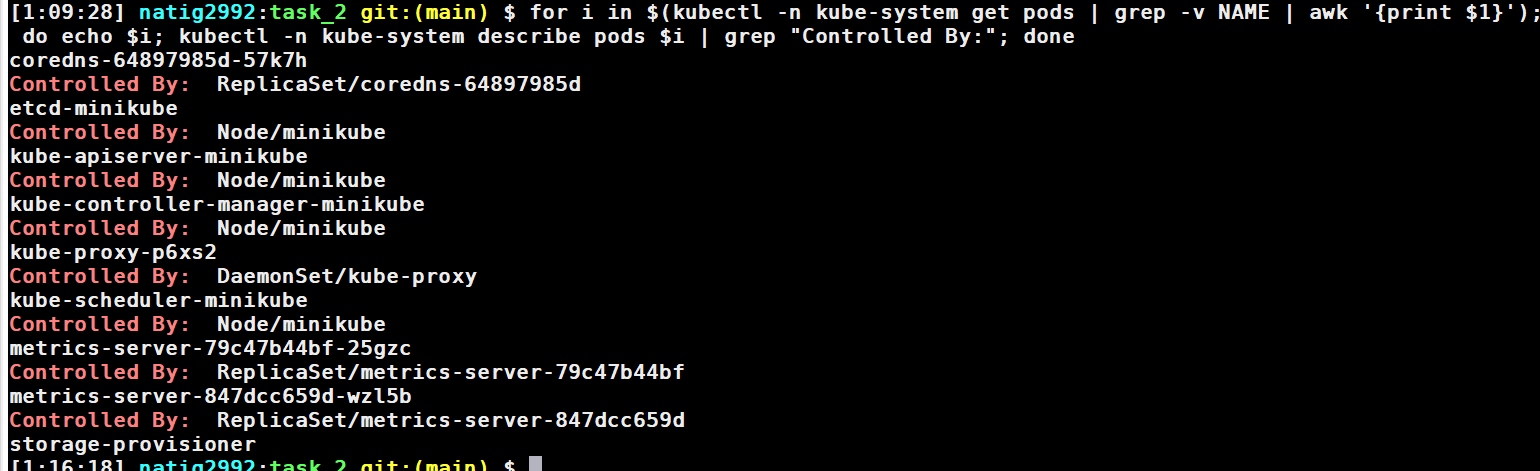 [1:09:28] natig2992:task_2 git:(main) $ for i in $(kubectl -n kube-system get pods | grep -v NAME | awk '{print $1}');
do echo $i; kubectl -n kube-system describe pods $i | grep "Controlled By:"; done
coredns-64897985d-57k7h
Controlled By:  ReplicaSet/coredns-64897985d
etcd-minikube
Controlled By:  Node/minikube
kube-apiserver-minikube
Controlled By:  Node/minikube
kube-controller-manager-minikube
Controlled By:  Node/minikube
kube-proxy-p6xs2
Controlled By:  DaemonSet/kube-proxy
kube-scheduler-minikube
Controlled By:  Node/minikube
metrics-server-79c47b44bf-25gzc
Controlled By:  ReplicaSet/metrics-server-79c47b44bf
metrics-server-847dcc659d-wzl5b
Controlled By:  ReplicaSet/metrics-server-847dcc659d
storage-provisioner
[1:16:18] natig2992:task_2 git:(main) $